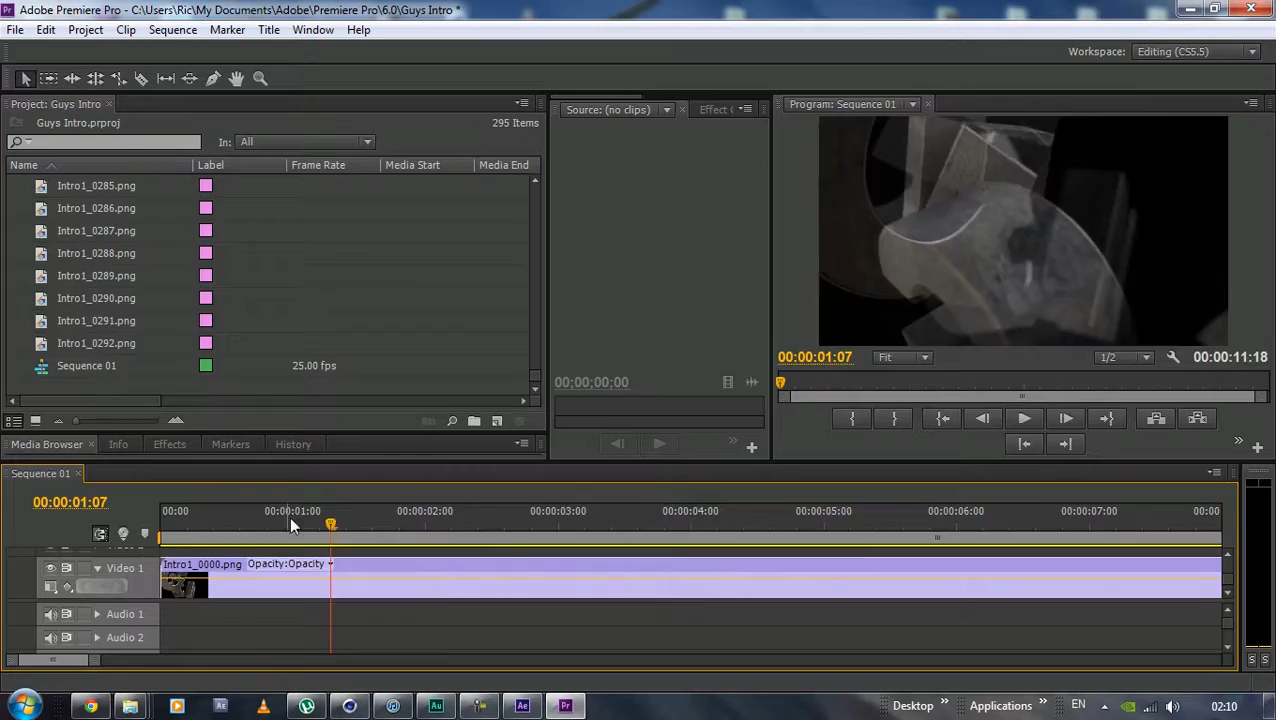 Adobe Premiere Pro - C:\Users\Ric\My Documents\Adobe\Premiere Pro\6.0\Guys Intro *
File Edit Project Clip Sequence Marker Title Window Help
Workspace: Editing (CS5.5)
Project: Guys Intro
Source: (no clips)
Effect C
Program: Sequence 01
Guys Intro.prproj
295 Items
In: All
Name Label Frame Rate Media Start Media End
Intro1_0285.png
Intro1_0286.png
Intro1_0287.png
Intro1_0288.png
Intro1_0289.png
Intro1_0290.png
Intro1_0291.png
Intro1_0292.png
Sequence 01 25.00 fps
00:00:01:07 Fit 1/2 00:00:11:18
00:00:00:00
Media Browser Info Effects Markers History
Sequence 01
00:00:01:07
00:00 00:00:01:00 00:00:02:00 00:00:03:00 00:00:04:00 00:00:05:00 00:00:06:00 00:00:07:00 00:00
Video 1
Intro1_0000.png Opacity:Opacity
Audio 1
Audio 2
S S
Au Ae Pr
Desktop Applications EN 02:10